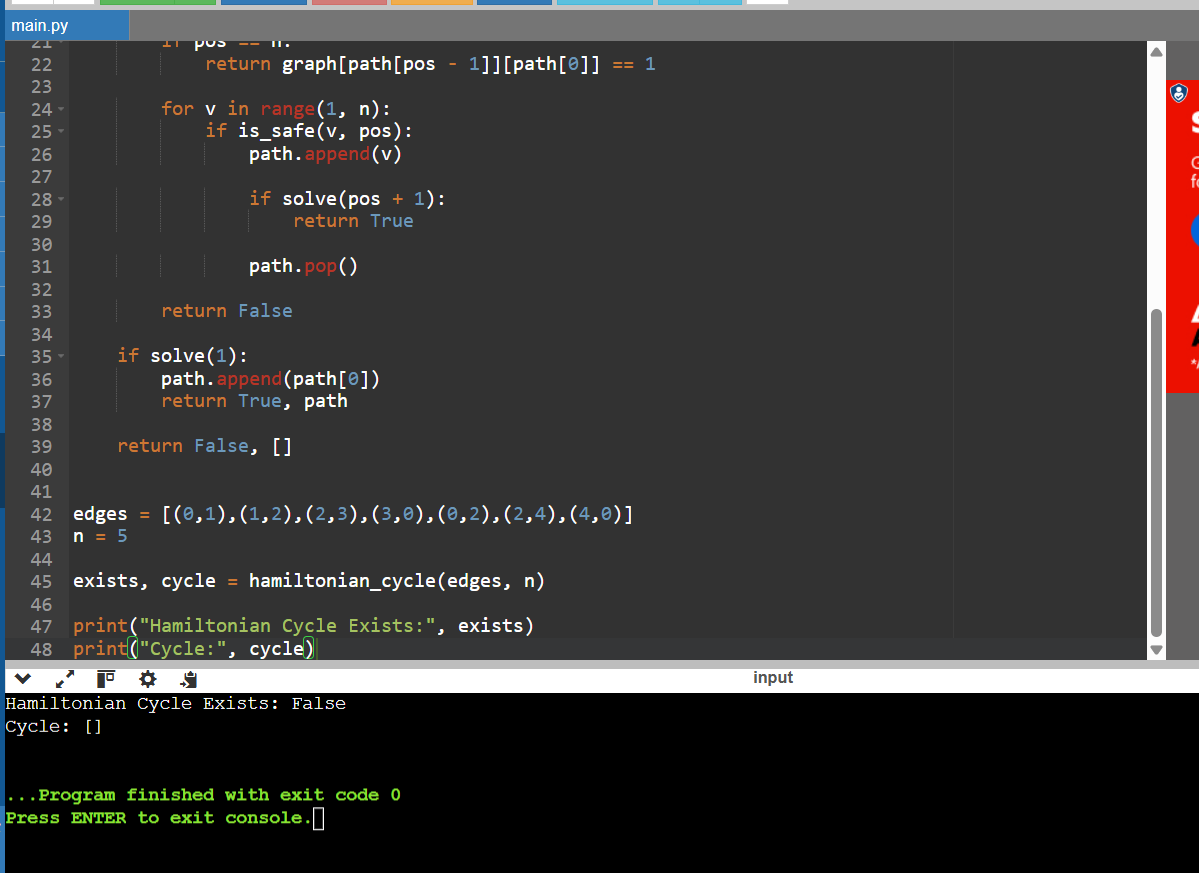 main.py
21 if pos == n:
22 return graph[path[pos - 1]][path[0]] == 1
23
24 for v in range(1, n):
25 if is_safe(v, pos):
26 path.append(v)
27
28 if solve(pos + 1):
29 return True
30
31 path.pop()
32
33 return False
34
35 if solve(1):
36 path.append(path[0])
37 return True, path
38
39 return False, []
40
41
42 edges = [(0,1),(1,2),(2,3),(3,0),(0,2),(2,4),(4,0)]
43 n = 5
44
45 exists, cycle = hamiltonian_cycle(edges, n)
46
47 print("Hamiltonian Cycle Exists:", exists)
48 print("Cycle:", cycle)
input
Hamiltonian Cycle Exists: False
Cycle: []
...Program finished with exit code 0
Press ENTER to exit console.